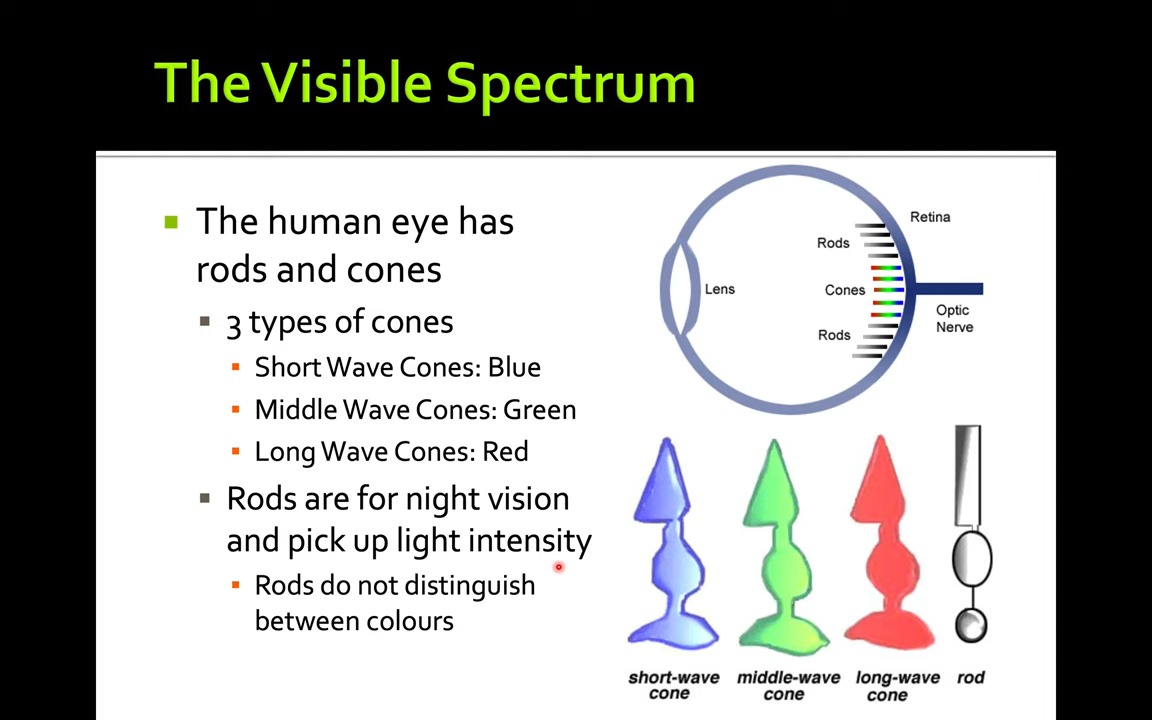 The Visible Spectrum
The human eye has
rods and cones
3 types of cones
Short Wave Cones: Blue
Middle Wave Cones: Green
Long Wave Cones: Red
Rods are for night vision
and pick up light intensity
Rods do not distinguish
between colours
Retina
Rods
Lens
Cones
Optic
Nerve
Rods
short-wave
cone
middle-wave
cone
long-wave
cone
rod